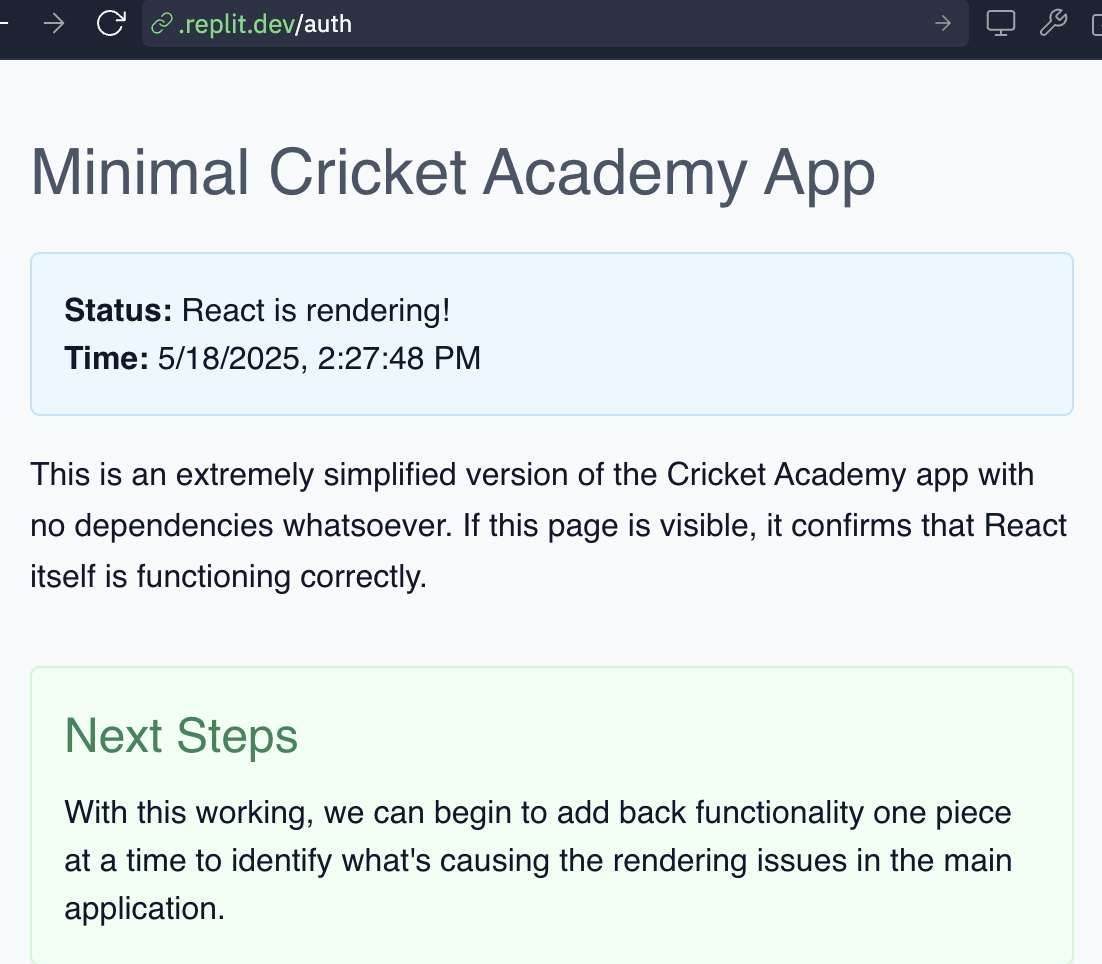 .replit.dev/auth
Minimal Cricket Academy App
Status: React is rendering!
Time: 5/18/2025, 2:27:48 PM
This is an extremely simplified version of the Cricket Academy app with
no dependencies whatsoever. If this page is visible, it confirms that React
itself is functioning correctly.
Next Steps
With this working, we can begin to add back functionality one piece
at a time to identify what's causing the rendering issues in the main
application.